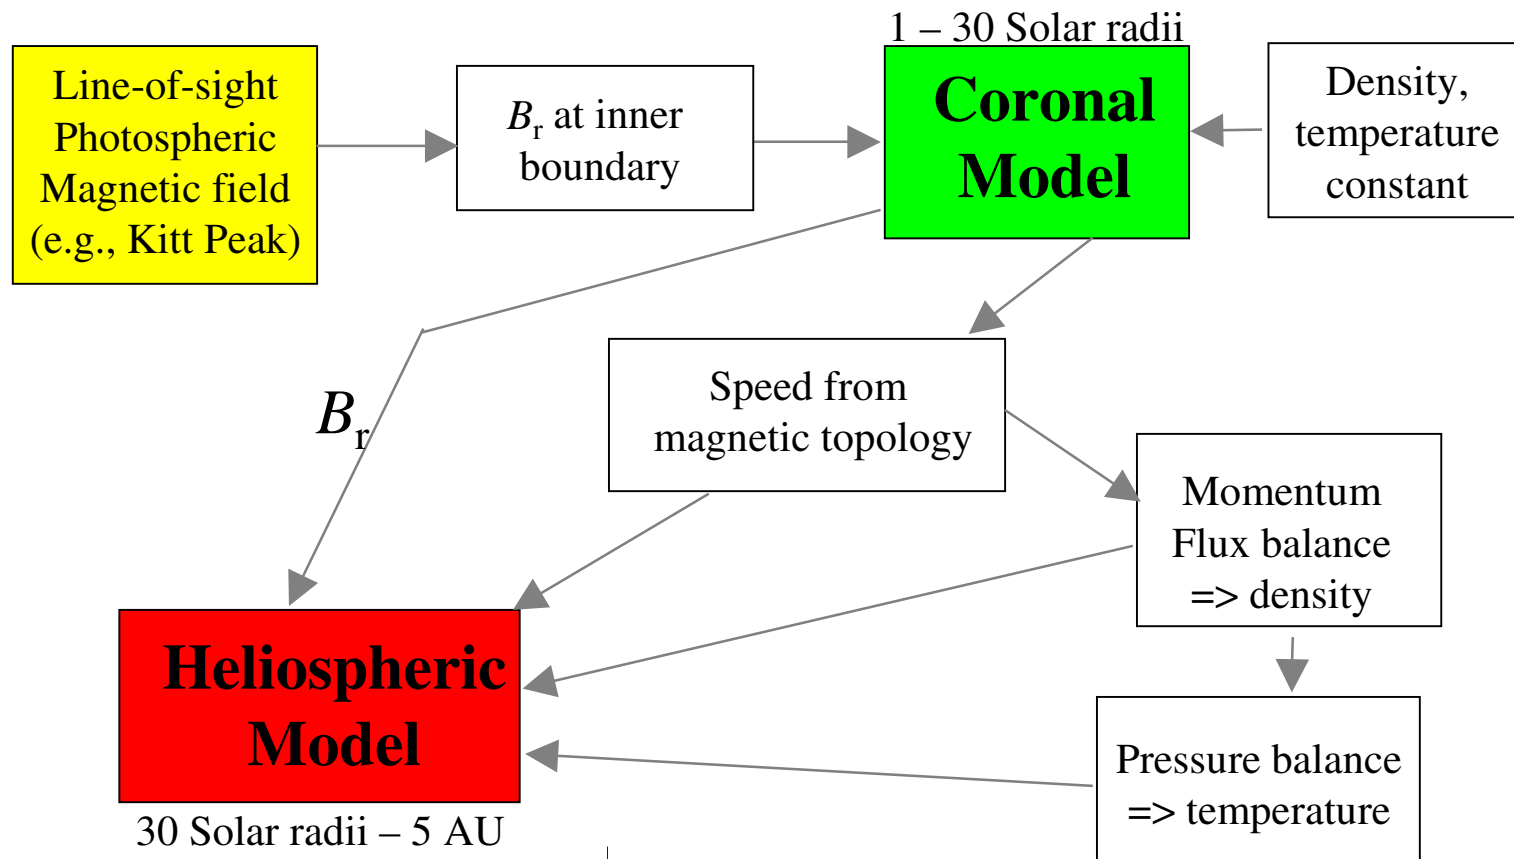 1 – 30 Solar radii
Line-of-sight
Photospheric
Magnetic field
(e.g., Kitt Peak)
Br at inner
boundary
Coronal
Model
Density,
temperature
constant
Br
Speed from
magnetic topology
Momentum
Flux balance
=> density
Heliospheric
Model
30 Solar radii – 5 AU
Pressure balance
=> temperature